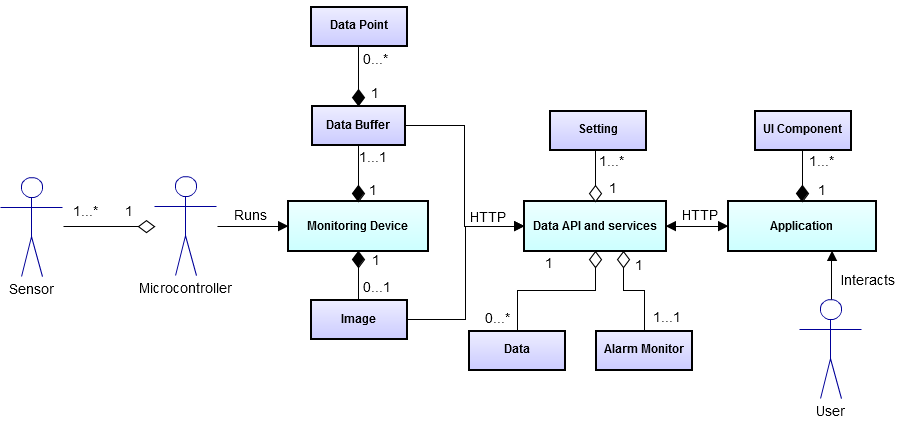 Data Point
0...*
1
Data Buffer
1...1
1
Setting
1...*
1
UI Component
1...*
1
1...*
1
Runs
Monitoring Device
HTTP
Data API and services
HTTP
Application
Sensor
Microcontroller
1
0...1
Image
1
1
0...*
1...1
Data
Alarm Monitor
Interacts
User